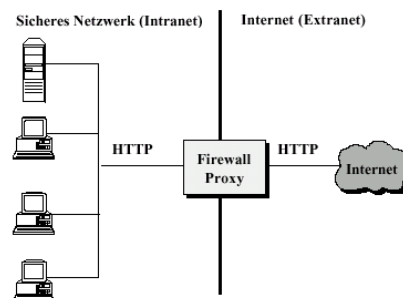 Sicheres Netzwerk (Intranet)
Internet (Extranet)
HTTP
Firewall
Proxy
HTTP
Internet